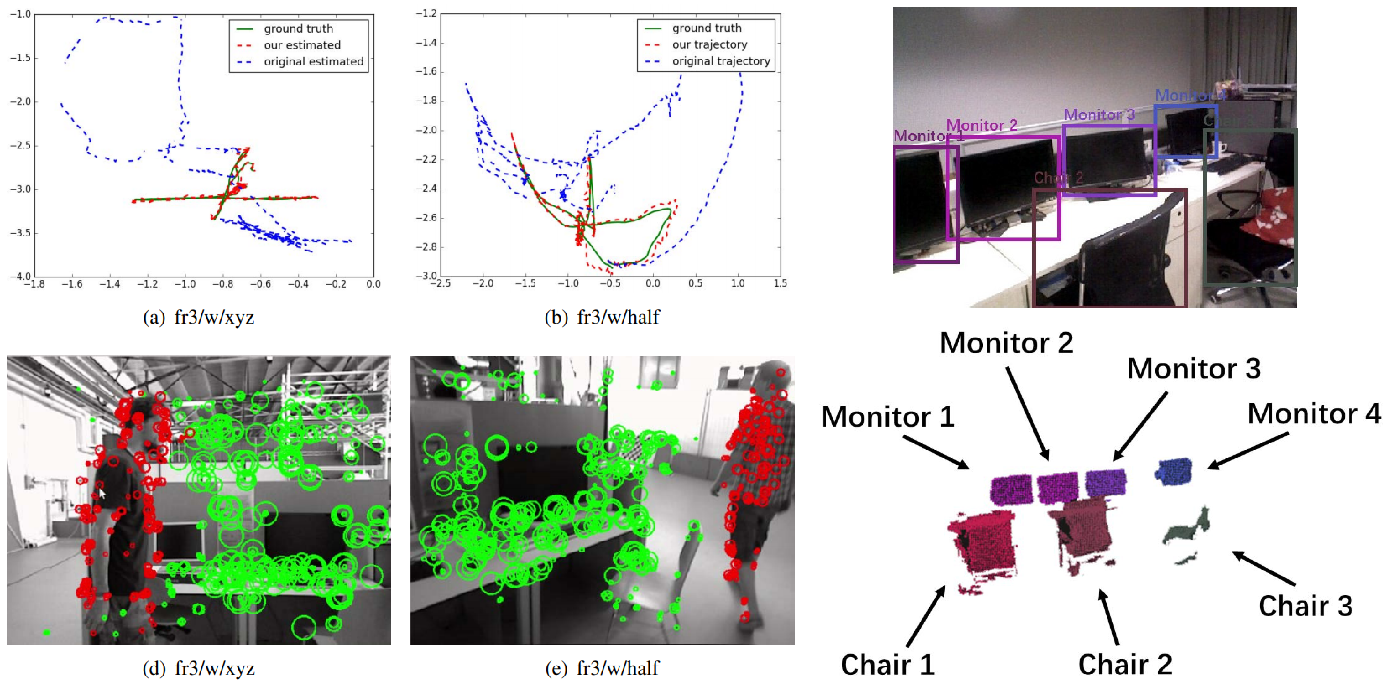 −1.0
−1.5
−2.0
−2.5
−3.0
−3.5
−4.0
−1.8 −1.6 −1.4 −1.2 −1.0 −0.8 −0.6 −0.4 −0.2 0.0
ground truth
our estimated
original estimated
(a) fr3/w/xyz
−1.2
−1.4
−1.6
−1.8
−2.0
−2.2
−2.4
−2.6
−2.8
−3.0
−2.5 −2.0 −1.5 −1.0 −0.5 0.0 0.5 1.0 1.5
ground truth
our trajectory
original trajectory
(b) fr3/w/half
Monitor 1
Monitor 2
Monitor 3
Chair 2
(d) fr3/w/xyz
(e) fr3/w/half
Monitor 2
Monitor 3
Monitor 1
Monitor 4
Chair 3
Chair 1
Chair 2